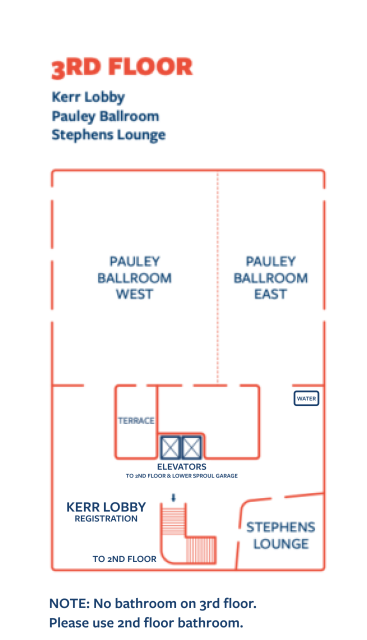 3RD FLOOR
Kerr Lobby
Pauley Ballroom
Stephens Lounge
PAULEY
BALLROOM
WEST
PAULEY
BALLROOM
EAST
WATER
TERRACE
ELEVATORS
TO 2ND FLOOR & LOWER SPROUL GARAGE
KERR LOBBY
REGISTRATION
STEPHENS
LOUNGE
TO 2ND FLOOR
NOTE: No bathroom on 3rd floor.
Please use 2nd floor bathroom.